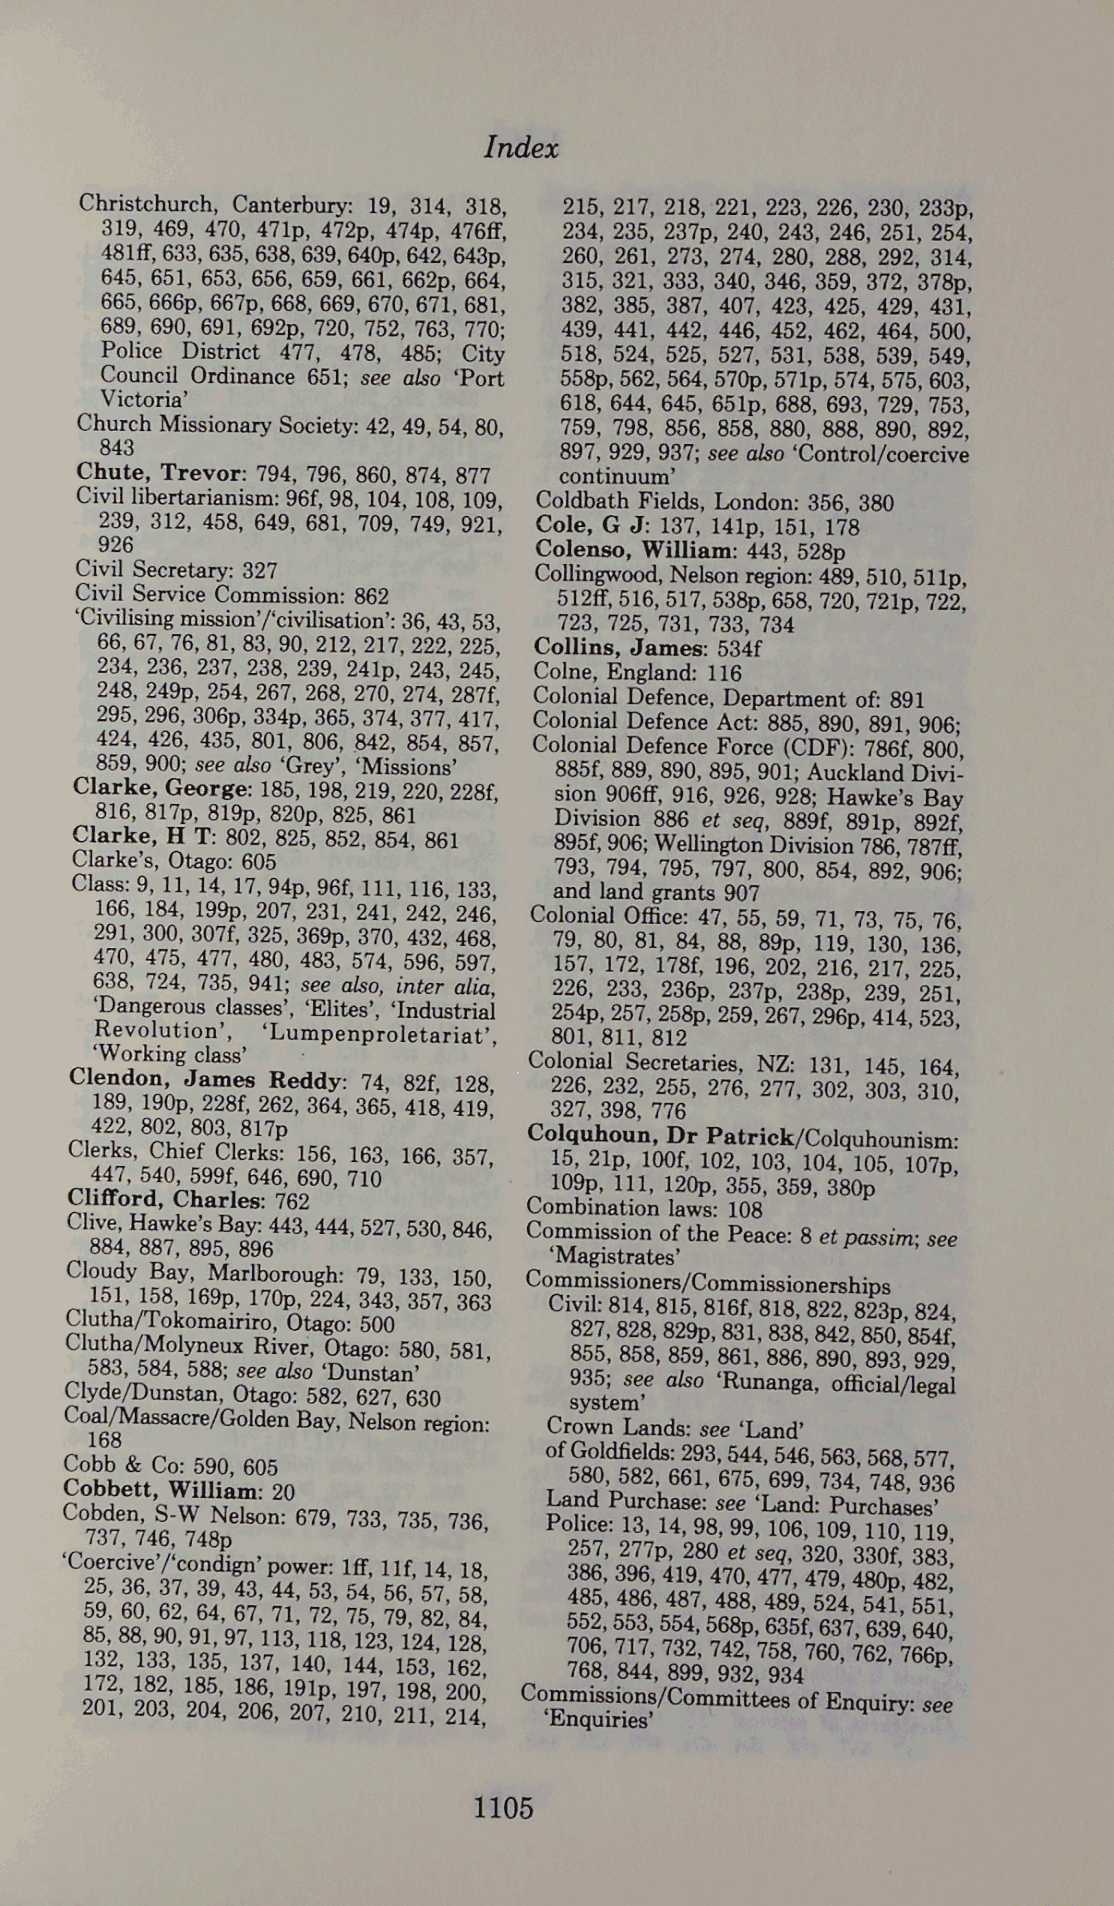 Index
Christchurch, Canterbury: 19, 314, 318,
319, 469, 470, 471p, 472p, 474p, 476ff,
481ff, 633, 635, 638, 639, 640p, 642, 643p,
645, 651, 653, 656, 659, 661, 662p, 664,
665, 666p, 667p, 668, 669, 670, 671, 681,
689, 690, 691, 692p, 720, 752, 763, 770;
Police District 477, 478, 485; City
Council Ordinance 651; see also ‘Port
Victoria’
Church Missionary Society: 42, 49, 54, 80,
843
Chute, Trevor: 794, 796, 860, 874, 877
Civil libertarianism: 96f, 98, 104, 108, 109,
239, 312, 458, 649, 681, 709, 749, 921,
926
Civil Secretary: 327
Civil Service Commission: 862
‘Civilising mission’/‘civilisation’: 36, 43, 53,
66, 67, 76, 81, 83, 90, 212, 217, 222, 225,
234, 236, 237, 238, 239, 241p, 243, 245,
248, 249p, 254, 267, 268, 270, 274, 287f,
295, 296, 306p, 334p, 365, 374, 377, 417,
424, 426, 435, 801, 806, 842, 854, 857,
859, 900; see also ‘Grey’, ‘Missions’
Clarke, George: 185, 198, 219, 220, 228f,
816, 817p, 819p, 820p, 825, 861
Clarke, H T: 802, 825, 852, 854, 861
Clarke’s, Otago: 605
Class: 9, 11, 14, 17, 94p, 96f, 111, 116, 133,
166, 184, 199p, 207, 231, 241, 242, 246,
291, 300, 307f, 325, 369p, 370, 432, 468,
470, 475, 477, 480, 483, 574, 596, 597,
638, 724, 735, 941; see also, inter alia,
‘Dangerous classes’, ‘Elites’, ‘Industrial
Revolution’, ‘Lumpenproletariat’,
‘Working class’
Clendon, James Reddy: 74, 82f, 128,
189, 190p, 228f, 262, 364, 365, 418, 419,
422, 802, 803, 817p
Clerks, Chief Clerks: 156, 163, 166, 357,
447, 540, 599f, 646, 690, 710
Clifford, Charles: 762
Clive, Hawke’s Bay: 443, 444, 527, 530, 846,
884, 887, 895, 896
Cloudy Bay, Marlborough: 79, 133, 150,
151, 158, 169p, 170p, 224, 343, 357, 363
Clutha/Tokomairiro, Otago: 500
Clutha/Molyneux River, Otago: 580, 581,
583, 584, 588; see also ‘Dunstan’
Clyde/Dunstan, Otago: 582, 627, 630
Coal/Massacre/Golden Bay, Nelson region:
168
Cobb & Co: 590, 605
Cobbett, William: 20
Cobden, S-W Nelson: 679, 733, 735, 736,
737, 746, 748p
‘Coercive’/‘condign’ power: 1ff, 11f, 14, 18,
25, 36, 37, 39, 43, 44, 53, 54, 56, 57, 58,
59, 60, 62, 64, 67, 71, 72, 75, 79, 82, 84,
85, 88, 90, 91, 97, 113, 118, 123, 124, 128,
132, 133, 135, 137, 140, 144, 153, 162,
172, 182, 185, 186, 191p, 197, 198, 200,
201, 203, 204, 206, 207, 210, 211, 214,
215, 217, 218, 221, 223, 226, 230, 233p,
234, 235, 237p, 240, 243, 246, 251, 254,
260, 261, 273, 274, 280, 288, 292, 314,
315, 321, 333, 340, 346, 359, 372, 378p,
382, 385, 387, 407, 423, 425, 429, 431,
439, 441, 442, 446, 452, 462, 464, 500,
518, 524, 525, 527, 531, 538, 539, 549,
558p, 562, 564, 570p, 571p, 574, 575, 603,
618, 644, 645, 651p, 688, 693, 729, 753,
759, 798, 856, 858, 880, 888, 890, 892,
897, 929, 937; see also ‘Control/coercive
continuum’
Coldbath Fields, London: 356, 380
Cole, G J: 137, 141p, 151, 178
Colenso, William: 443, 528p
Collingwood, Nelson region: 489, 510, 511p,
512ff, 516, 517, 538p, 658, 720, 721p, 722,
723, 725, 731, 733, 734
Collins, James: 534f
Colne, England: 116
Colonial Defence, Department of: 891
Colonial Defence Act: 885, 890, 891, 906;
Colonial Defence Force (CDF): 786f, 800,
885f, 889, 890, 895, 901; Auckland Divi-
sion 906ff, 916, 926, 928; Hawke’s Bay
Division 886 et seq, 889f, 891p, 892f,
895f, 906; Wellington Division 786, 787ff,
793, 794, 795, 797, 800, 854, 892, 906;
and land grants 907
Colonial Office: 47, 55, 59, 71, 73, 75, 76,
79, 80, 81, 84, 88, 89p, 119, 130, 136,
157, 172, 178f, 196, 202, 216, 217, 225,
226, 233, 236p, 237p, 238p, 239, 251,
254p, 257, 258p, 259, 267, 296p, 414, 523,
801, 811, 812
Colonial Secretaries, NZ: 131, 145, 164,
226, 232, 255, 276, 277, 302, 303, 310,
327, 398, 776
Colquhoun, Dr Patrick/Colquhounism:
15, 21p, 100f, 102, 103, 104, 105, 107p,
109p, 111, 120p, 355, 359, 380p
Combination laws: 108
Commission of the Peace: 8 et passim; see
‘Magistrates’
Commissioners/Commissionerships
Civil: 814, 815, 816f, 818, 822, 823p, 824,
827, 828, 829p, 831, 838, 842, 850, 854f,
855, 858, 859, 861, 886, 890, 893, 929,
935; see also ‘Runanga, official/legal
system’
Crown Lands: see ‘Land’
of Goldfields: 293, 544, 546, 563, 568, 577,
580, 582, 661, 675, 699, 734, 748, 936
Land Purchase: see ‘Land: Purchases’
Police: 13, 14, 98, 99, 106, 109, 110, 119,
257, 277p, 280 et seq, 320, 330f, 383,
386, 396, 419, 470, 477, 479, 480p, 482,
485, 486, 487, 488, 489, 524, 541, 551,
552, 553, 554, 568p, 635f, 637, 639, 640,
706, 717, 732, 742, 758, 760, 762, 766p,
768, 844, 899, 932, 934
Commissions/Committees of Enquiry: see
‘Enquiries’
1105